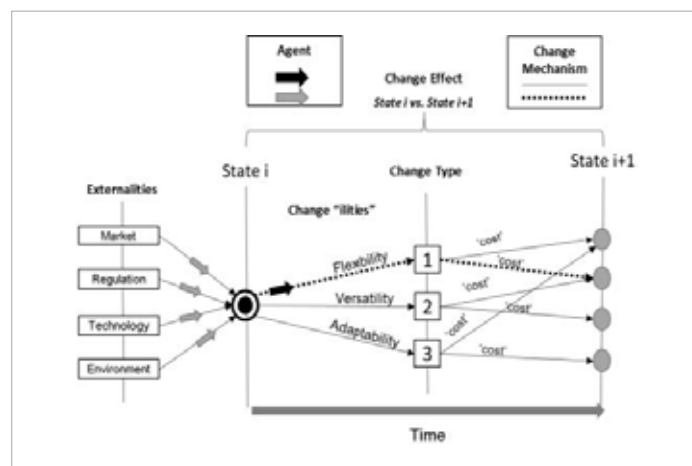 Agent
Change
Mechanism
Change Effect
State i vs. State i+1
State i
State i+1
Externalities
Change Type
Change "ilities"
Market
Regulation
Technology
Environment
Flexibility
Versatility
Adaptability
1
2
3
'cost'
'cost'
'cost'
'cost'
'cost'
'cost'
Time